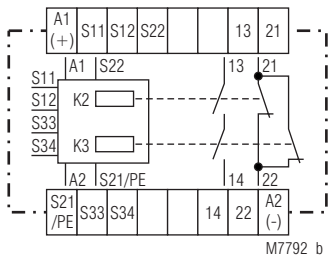 A1 (+) S11 S12 S22 13 21
A1 S22 13 21
S11
S12
S33
S34
K2
K3
A2 S21/PE 14 22
S21 /PE S33 S34 14 22 A2 (-)
M7792 b